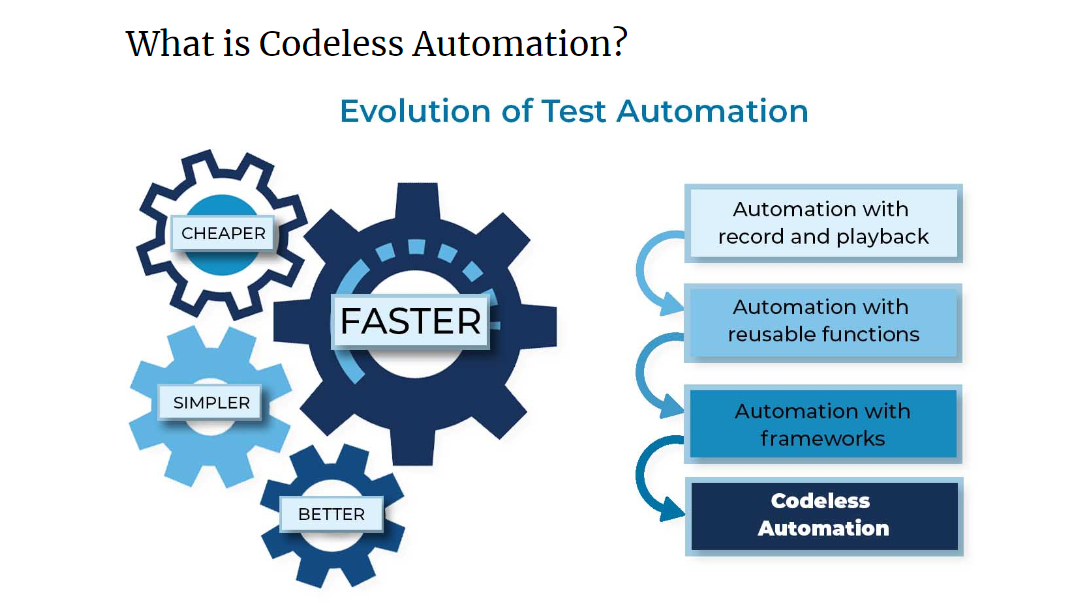 What is Codeless Automation?
Evolution of Test Automation
CHEAPER
FASTER
SIMPLER
BETTER
Automation with
record and playback
Automation with
reusable functions
Automation with
frameworks
Codeless
Automation